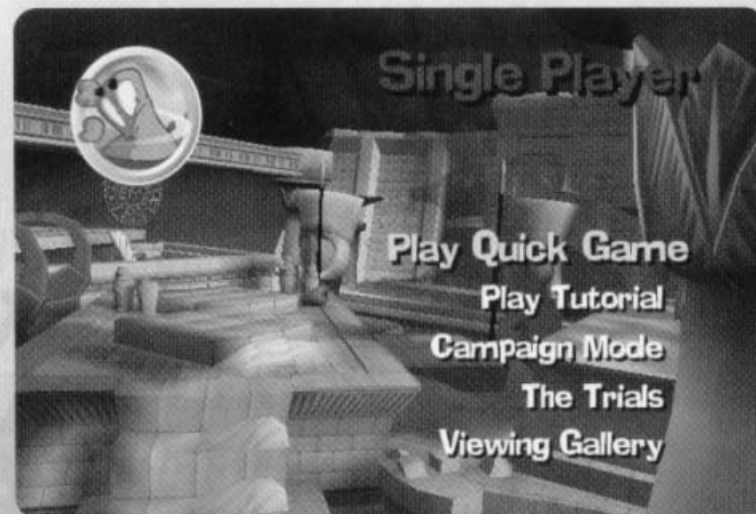 Single Player
Play Quick Game
Play Tutorial
Campaign Mode
The Trials
Viewing Gallery